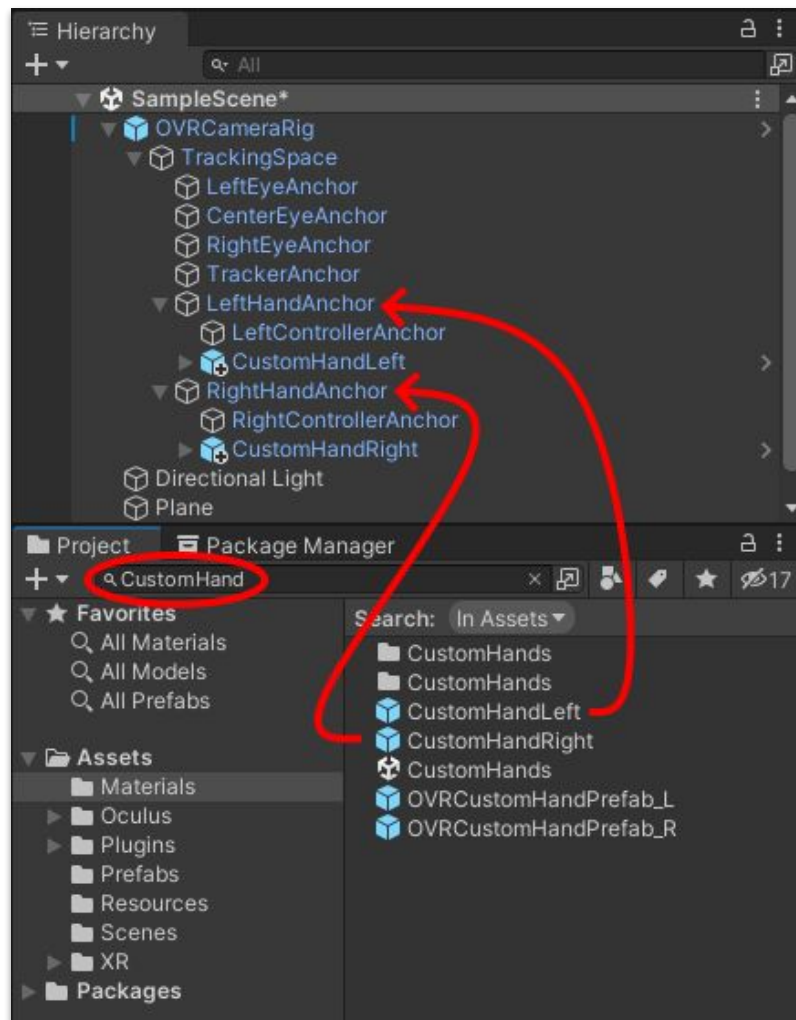 Hierarchy
All
SampleScene*
OVRCameraRig
TrackingSpace
LeftEyeAnchor
CenterEyeAnchor
RightEyeAnchor
TrackerAnchor
LeftHandAnchor
LeftControllerAnchor
CustomHandLeft
RightHandAnchor
RightControllerAnchor
CustomHandRight
Directional Light
Plane
Project Package Manager
CustomHand 17
Favorites
All Materials
All Models
All Prefabs
Assets
Materials
Oculus
Plugins
Prefabs
Resources
Scenes
XR
Packages
Search: In Assets
CustomHands
CustomHands
CustomHandLeft
CustomHandRight
CustomHands
OVRCustomHandPrefab_L
OVRCustomHandPrefab_R